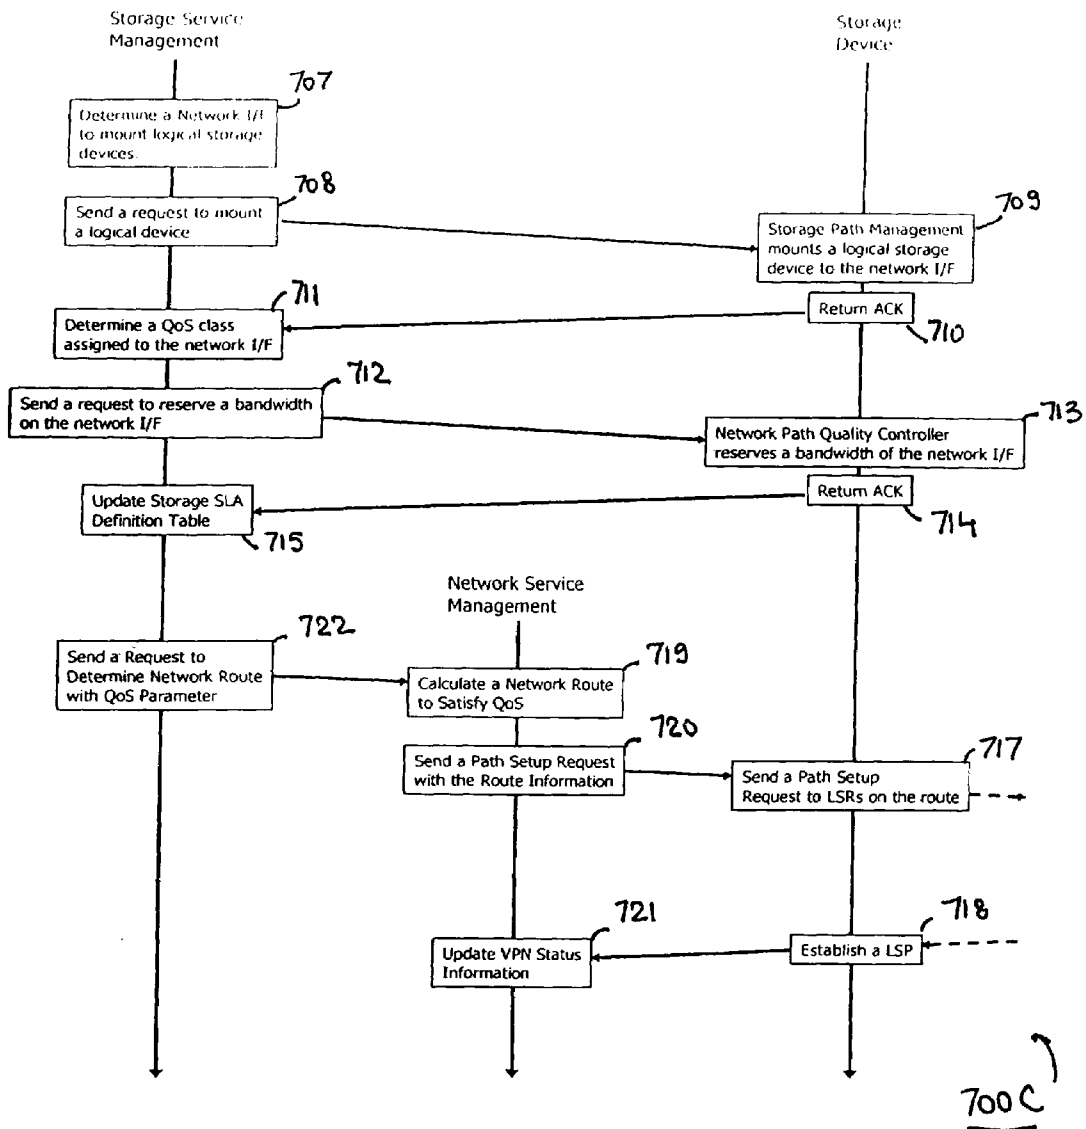 Storage Service
Management
Storage
Device
707
Determine a Network I/F
to mount logical storage
devices.
708
Send a request to mount
a logical device
709
Storage Path Management
mounts a logical storage
device to the network I/F
Return ACK
710
711
Determine a QoS class
assigned to the network I/F
712
Send a request to reserve a bandwidth
on the network I/F
713
Network Path Quality Controller
reserves a bandwidth of the network I/F
Return ACK
714
Update Storage SLA
Definition Table
715
Network Service
Management
722
Send a Request to
Determine Network Route
with QoS Parameter
719
Calculate a Network Route
to Satisfy QoS
720
Send a Path Setup Request
with the Route Information
717
Send a Path Setup
Request to LSRs on the route
718
Establish a LSP
721
Update VPN Status
Information
700C